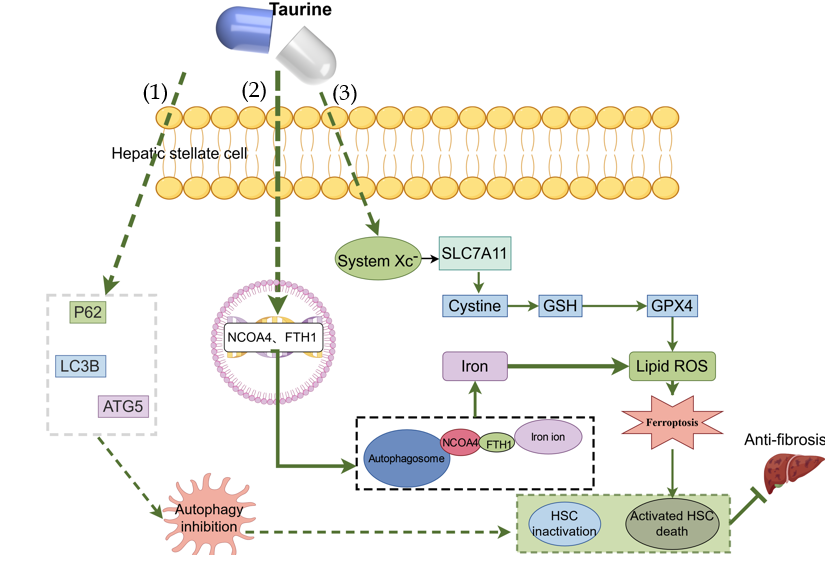 Taurine
(1)
(2)
(3)
Hepatic stellate cell
System Xc-
SLC7A11
P62
Cystine
GSH
GPX4
NCOA4、FTH1
LC3B
Iron
Lipid ROS
ATG5
Ferroptosis
Autophagosome
NCOA4
FTH1
Iron ion
Anti-fibrosis
Autophagy
inhibition
HSC
inactivation
Activated HSC
death